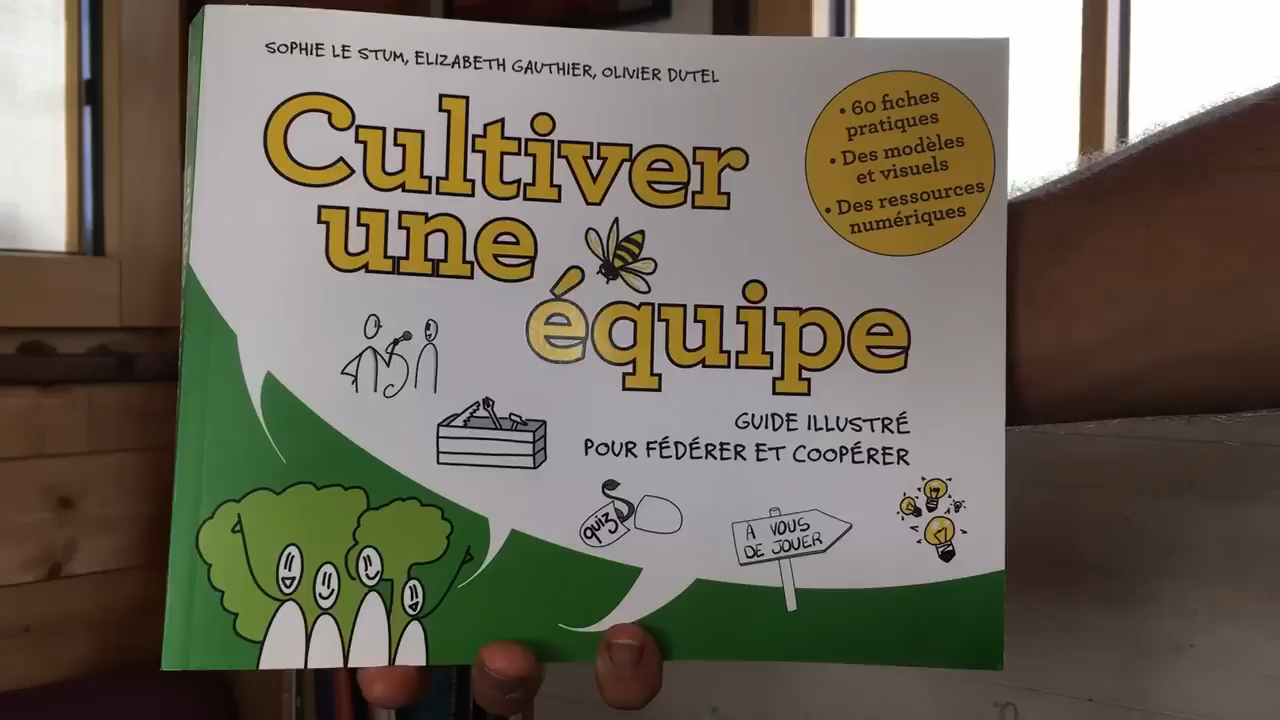 SOPHIE LE STUM, ELIZABETH GAUTHIER, OLIVIER DUTEL
Cultiver
une
équipe
• 60 fiches
pratiques
• Des modèles
et visuels
• Des ressources
numériques
GUIDE ILLUSTRÉ
POUR FÉDÉRER ET COOPÉRER
quiz
A VOUS
DE JOUER